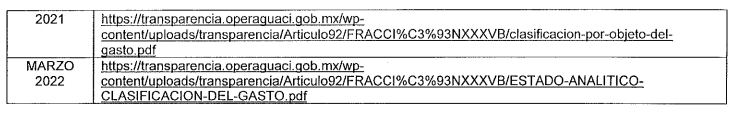 2021
https://transparencia.operaguaci.gob.mx/wp-
content/uploads/transparencia/Articulo92/FRACCI%C3%93NXXXVB/clasificacion-por-objeto-del-
gasto.pdf
MARZO
2022
https://transparencia.operaguaci.gob.mx/wp-
content/uploads/transparencia/Articulo92/FRACCI%C3%93NXXXVB/ESTADO-ANALITICO-
CLASIFICACION-DEL-GASTO.pdf